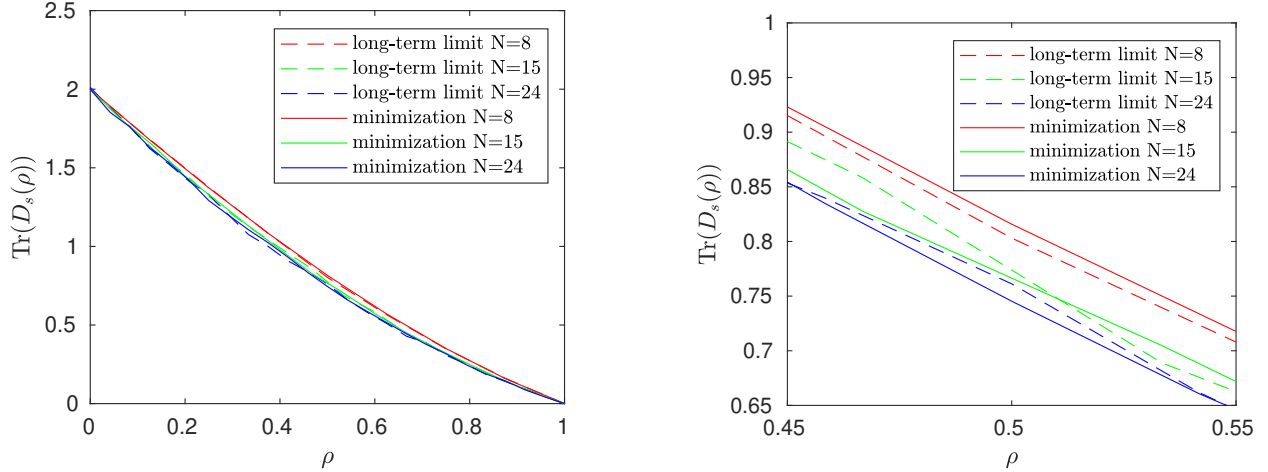 2.5
2
1.5
1
0.5
0
0
0.2
0.4
0.6
0.8
1
Tr(D_s(ρ))
ρ
long-term limit N=8
long-term limit N=15
long-term limit N=24
minimization N=8
minimization N=15
minimization N=24
1
0.95
0.9
0.85
0.8
0.75
0.7
0.65
0.45
0.5
0.55
Tr(D_s(ρ))
ρ
long-term limit N=8
long-term limit N=15
long-term limit N=24
minimization N=8
minimization N=15
minimization N=24